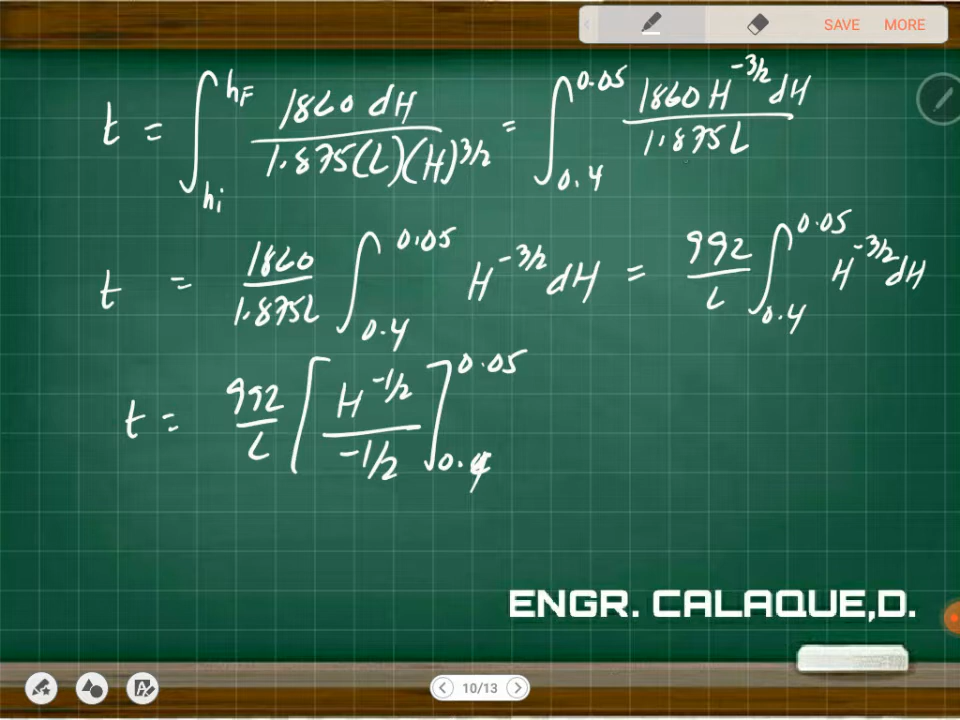 SAVE MORE
t = ∫_{hi}^{hF} 1860 dH / 1.875(L)(H)^{3/2} = ∫_{0.4}^{0.05} 1860 H^{-3/2} dH / 1.875L
t = 1860 / 1.875L ∫_{0.4}^{0.05} H^{-3/2} dH = 992 / L ∫_{0.4}^{0.05} H^{-3/2} dH
t = 992 / L [ H^{-1/2} / -1/2 ]_{0.4}^{0.05}
ENGR. CALAQUE,D.
10/13